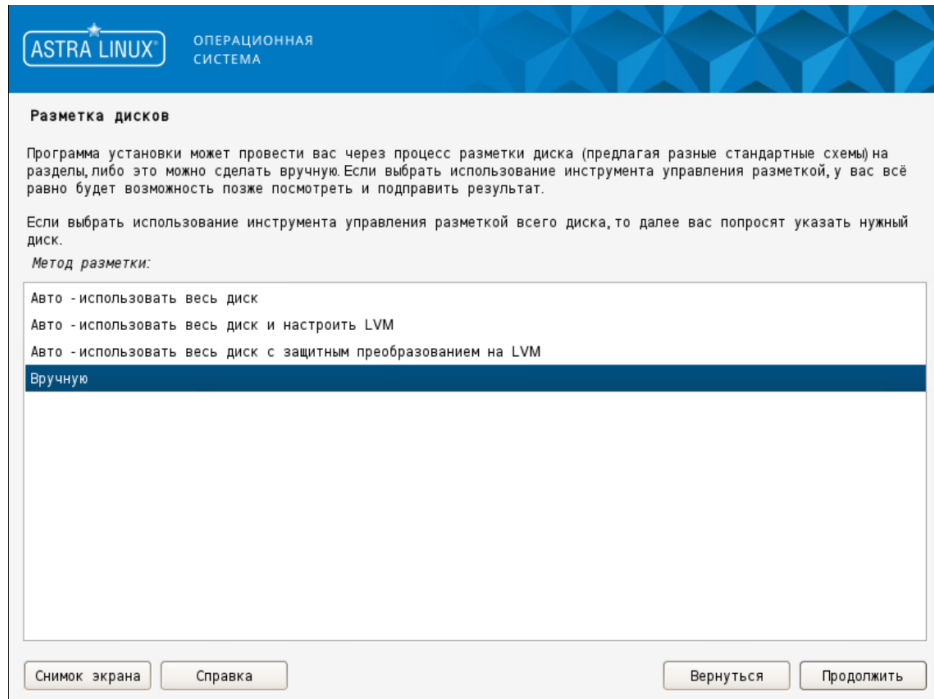 ASTRA LINUX®
ОПЕРАЦИОННАЯ
СИСТЕМА
Разметка дисков
Программа установки может провести вас через процесс разметки диска (предлагая разные стандартные схемы) на
разделы, либо это можно сделать вручную. Если выбрать использование инструмента управления разметкой, у вас всё
равно будет возможность позже посмотреть и подправить результат.
Если выбрать использование инструмента управления разметкой всего диска, то далее вас попросят указать нужный
диск.
Метод разметки:
Авто - использовать весь диск
Авто - использовать весь диск и настроить LVM
Авто - использовать весь диск с защитным преобразованием на LVM
Вручную
Снимок экрана
Справка
Вернуться
Продолжить